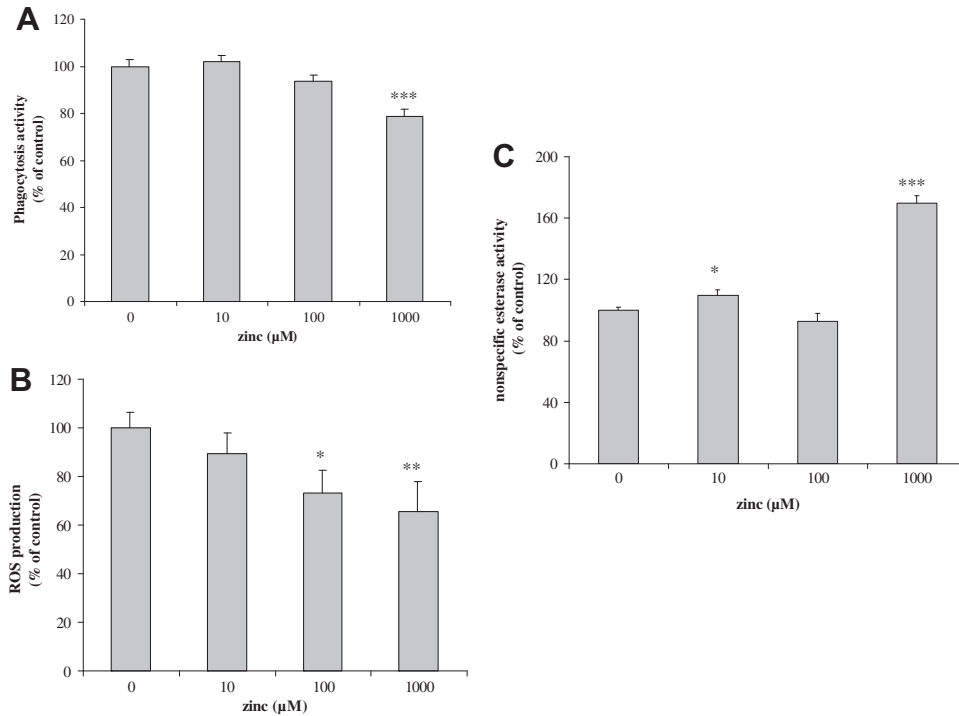 A
Phagocytosis activity
(% of control)
120
100
80
60
40
20
0
***
0 10 100 1000
zinc (µM)
B
ROS production
(% of control)
120
100
80
60
40
20
0
*
**
0 10 100 1000
zinc (µM)
C
nonspecific esterase activity
(% of control)
200
160
120
80
40
0
*
***
0 10 100 1000
zinc (µM)